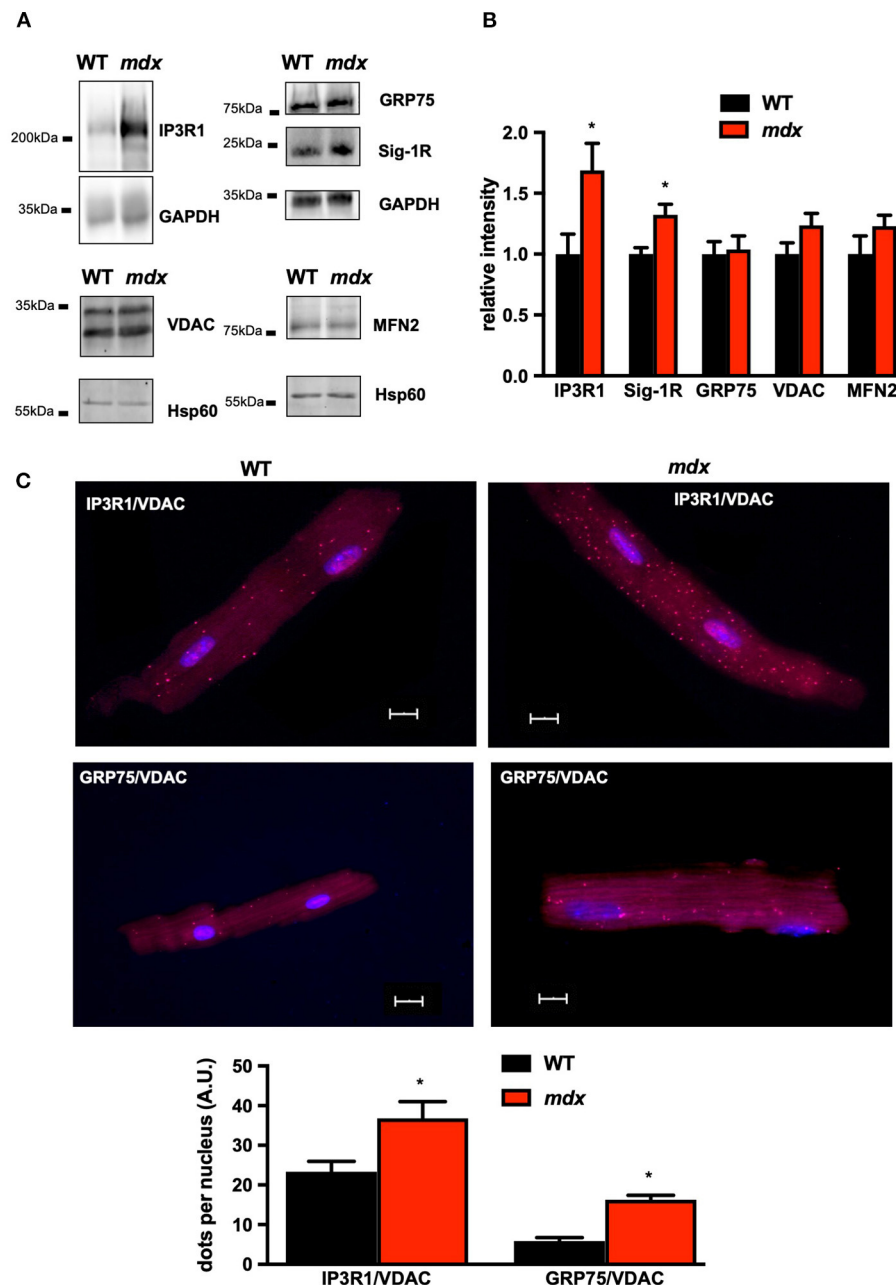 A
WT mdx
200kDa
IP3R1
35kDa
GAPDH
WT mdx
75kDa
GRP75
25kDa
Sig-1R
35kDa
GAPDH
WT mdx
35kDa
VDAC
55kDa
Hsp60
WT mdx
75kDa
MFN2
55kDa
Hsp60
B
WT
mdx
relative intensity
2.0
1.5
1.0
0.5
0.0
*
*
IP3R1 Sig-1R GRP75 VDAC MFN2
C
WT
mdx
IP3R1/VDAC
IP3R1/VDAC
GRP75/VDAC
GRP75/VDAC
WT
mdx
dots per nucleus (A.U.)
50
40
30
20
10
0
*
*
IP3R1/VDAC GRP75/VDAC